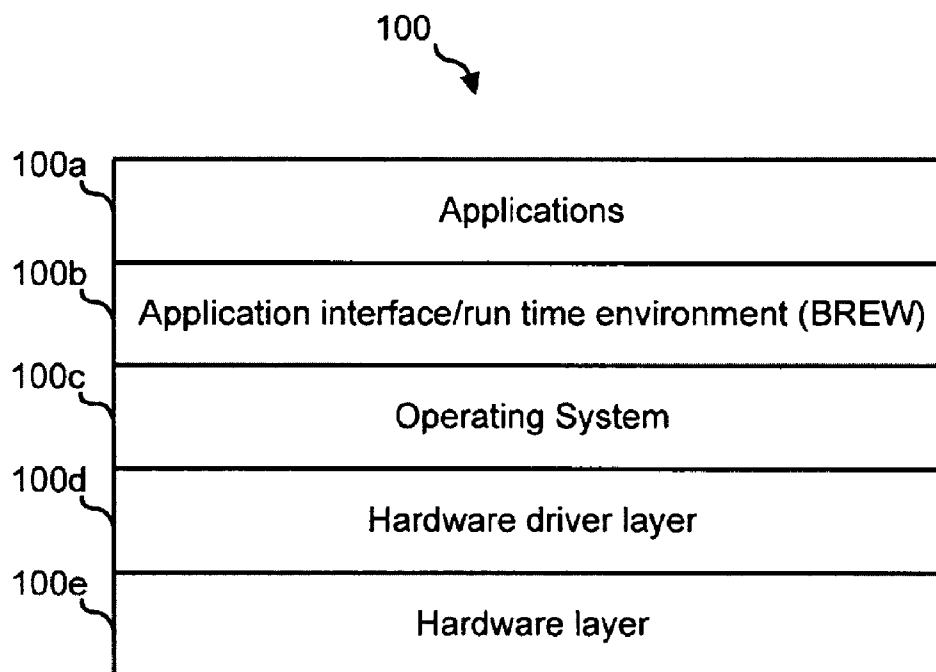 100
100a
Applications
100b
Application interface/run time environment (BREW)
100c
Operating System
100d
Hardware driver layer
100e
Hardware layer